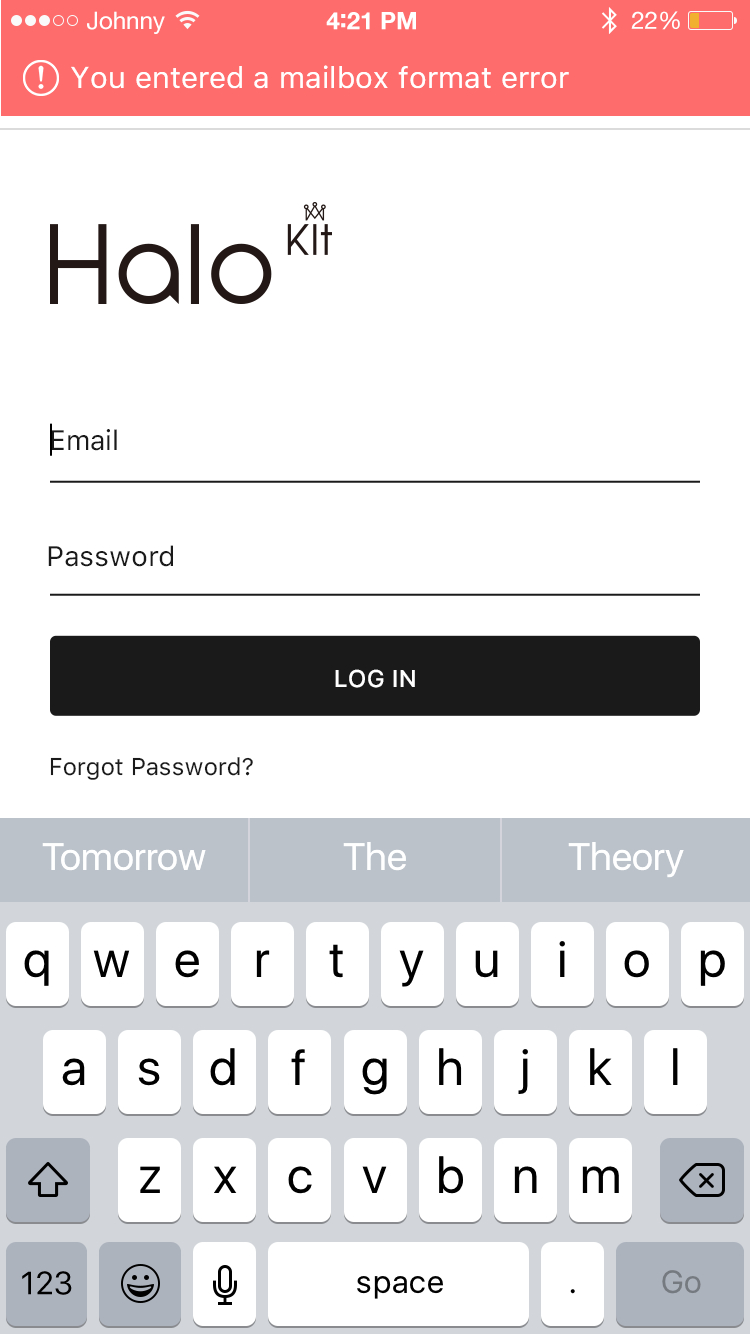 Johnny 4:21 PM 22%
You entered a mailbox format error
Halo KIt
Email
Password
LOG IN
Forgot Password?
Tomorrow The Theory
q w e r t y u i o p
a s d f g h j k l
z x c v b n m
123 space . Go